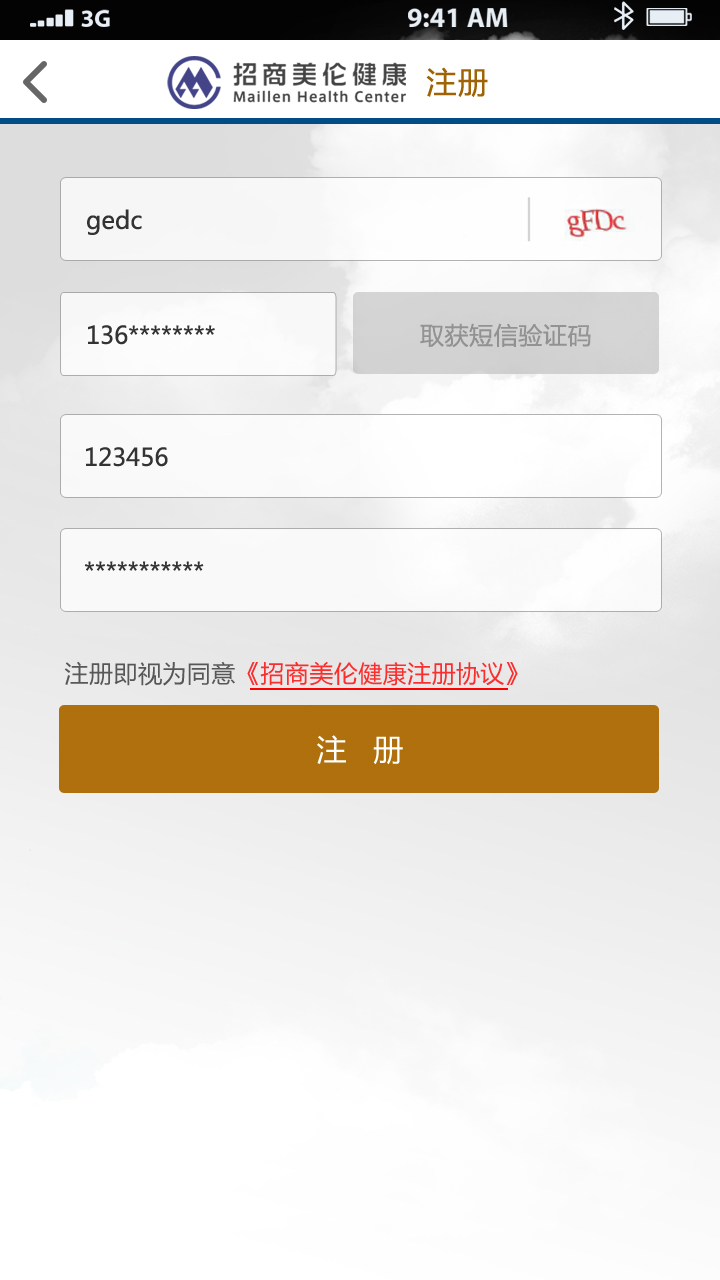 3G 9:41 AM
招商美伦健康 注册
Maillen Health Center
gedc gFDc
136******** 取获短信验证码
123456
***********
注册即视为同意《招商美伦健康注册协议》
注 册